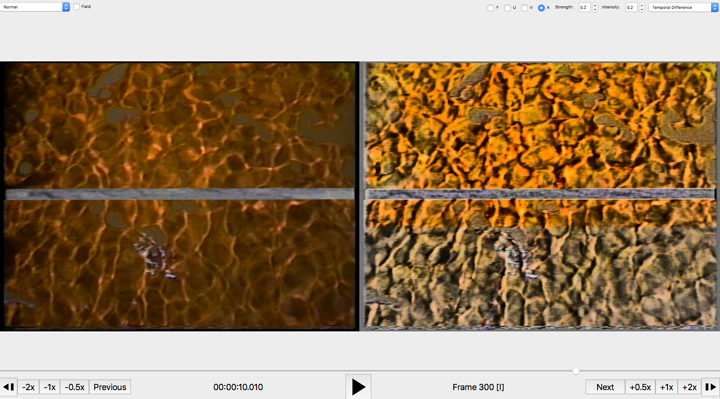 Normal Field Y U V A Strength: 0.2 Intensity: 0.2 Temporal Difference
-2x -1x -0.5x Previous 00:00:10.010 Frame 300 [I] Next +0.5x +1x +2x